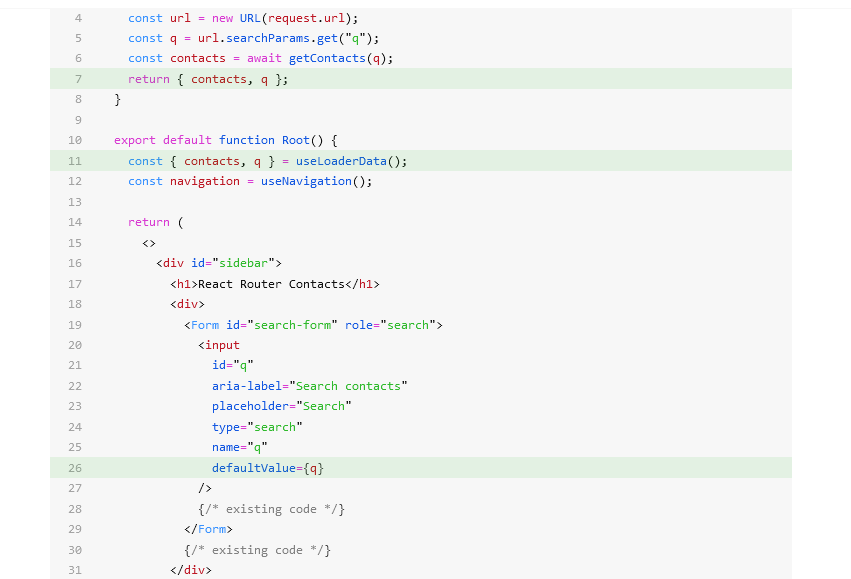 4 const url = new URL(request.url);
5 const q = url.searchParams.get("q");
6 const contacts = await getContacts(q);
7 return { contacts, q };
8 }
9
10 export default function Root() {
11 const { contacts, q } = useLoaderData();
12 const navigation = useNavigation();
13
14 return (
15 <>
16 <div id="sidebar">
17 <h1>React Router Contacts</h1>
18 <div>
19 <Form id="search-form" role="search">
20 <input
21 id="q"
22 aria-label="Search contacts"
23 placeholder="Search"
24 type="search"
25 name="q"
26 defaultValue={q}
27 />
28 {/* existing code */}
29 </Form>
30 {/* existing code */}
31 </div>